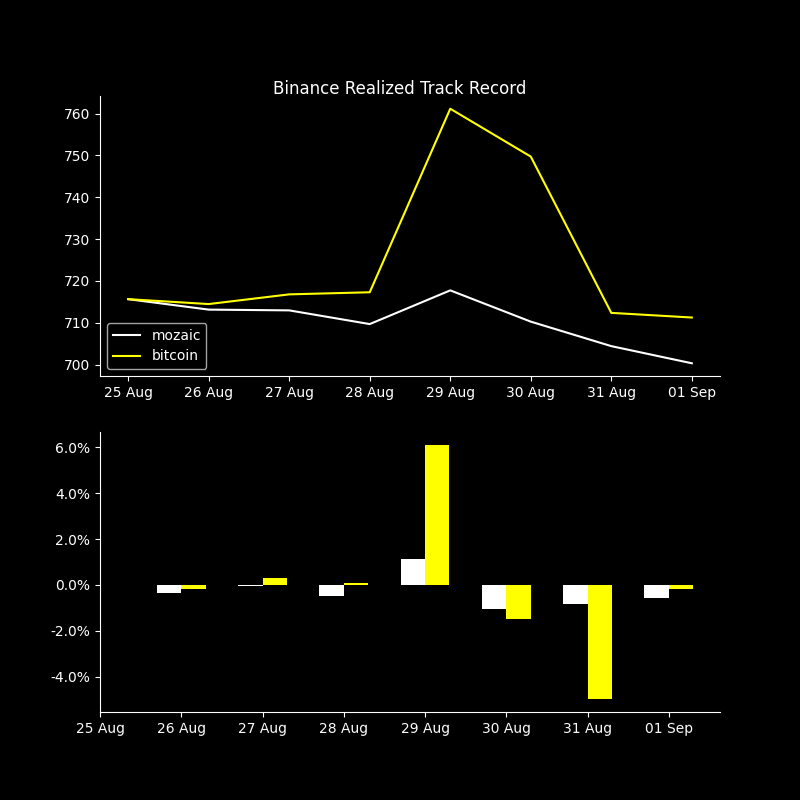 Binance Realized Track Record
760
750
740
730
720
710
700
mozaic
bitcoin
25 Aug 26 Aug 27 Aug 28 Aug 29 Aug 30 Aug 31 Aug 01 Sep
6.0%
4.0%
2.0%
0.0%
-2.0%
-4.0%
25 Aug 26 Aug 27 Aug 28 Aug 29 Aug 30 Aug 31 Aug 01 Sep